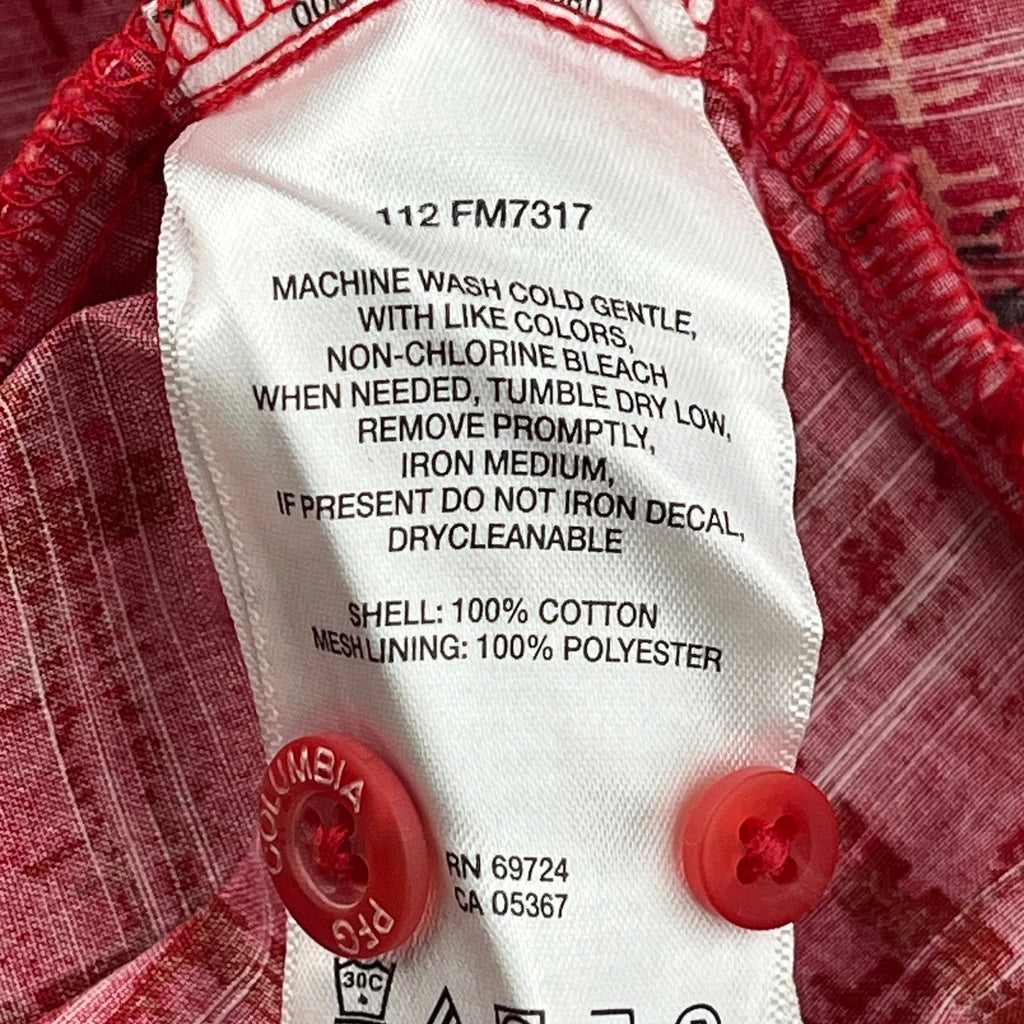 112 FM7317
MACHINE WASH COLD GENTLE,
WITH LIKE COLORS,
NON-CHLORINE BLEACH
WHEN NEEDED, TUMBLE DRY LOW,
REMOVE PROMPTLY,
IRON MEDIUM,
IF PRESENT DO NOT IRON DECAL,
DRYCLEANABLE
SHELL: 100% COTTON
MESH LINING: 100% POLYESTER
COLUMBIA
PFG
RN 69724
CA 05367
30C